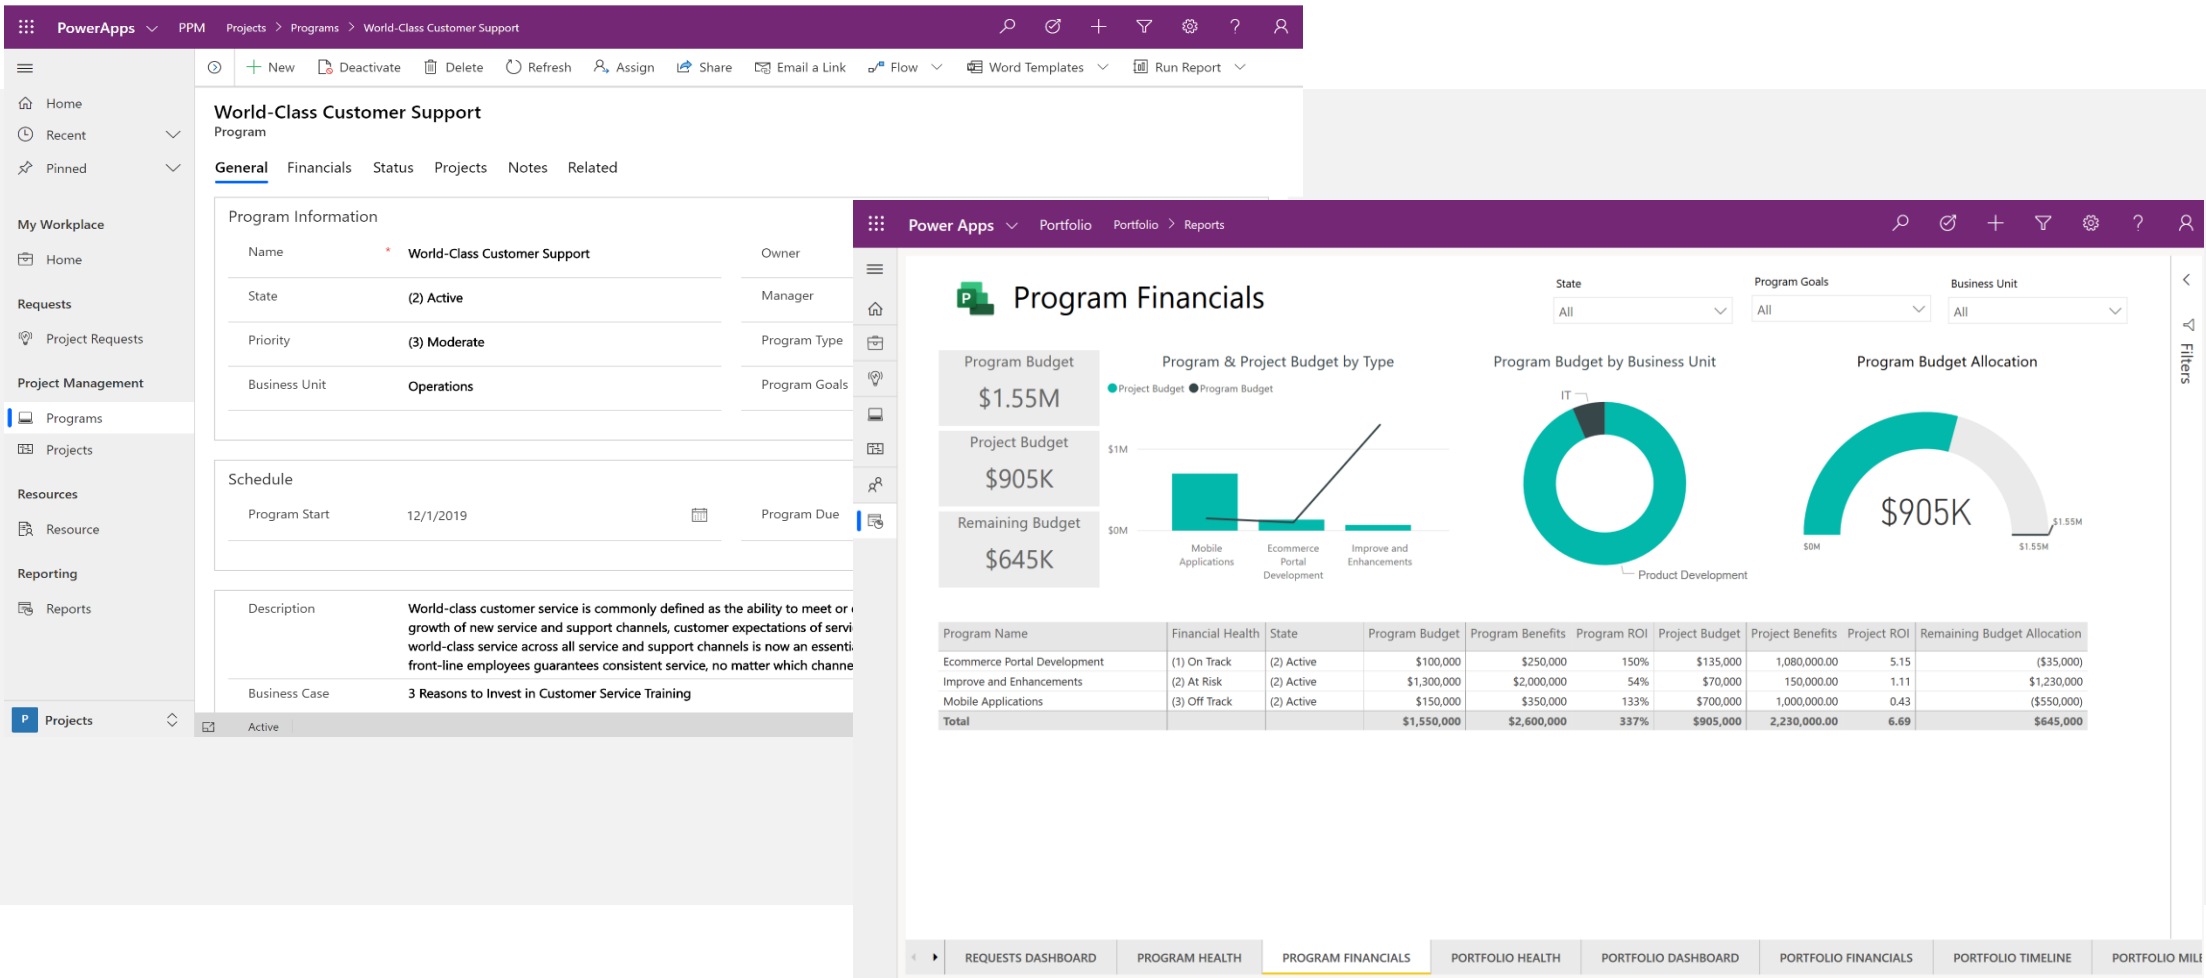 PowerApps PPM Projects > Programs > World-Class Customer Support
New Deactivate Delete Refresh Assign Share Email a Link Flow Word Templates Run Report
Home
Recent
Pinned
My Workplace
Home
Requests
Project Requests
Project Management
Programs
Projects
Resources
Resource
Reporting
Reports
P Projects
World-Class Customer Support
Program
General Financials Status Projects Notes Related
Program Information
Name * World-Class Customer Support Owner
State (2) Active Manager
Priority (3) Moderate Program Type
Business Unit Operations Program Goals
Schedule
Program Start 12/1/2019 Program Due
Description World-class customer service is commonly defined as the ability to meet or
growth of new service and support channels, customer expectations of servi
world-class service across all service and support channels is now an essenti
front-line employees guarantees consistent service, no matter which channe
Business Case 3 Reasons to Invest in Customer Service Training
Active
Power Apps Portfolio Portfolio > Reports
P Program Financials
State
All
Program Goals
All
Business Unit
All
Filters
Program Budget
$1.55M
Project Budget
$905K
Remaining Budget
$645K
Program & Project Budget by Type
Project Budget Program Budget
$1M
$0M
Mobile Applications
Ecommerce Portal Development
Improve and Enhancements
Program Budget by Business Unit
IT
Product Development
Program Budget Allocation
$905K
$0M
$1.55M
$1.55M
Program Name Financial Health State Program Budget Program Benefits Program ROI Project Budget Project Benefits Project ROI Remaining Budget Allocation
Ecommerce Portal Development (1) On Track (2) Active $100,000 $250,000 150% $135,000 1,080,000.00 5.15 ($35,000)
Improve and Enhancements (2) At Risk (2) Active $1,300,000 $2,000,000 54% $70,000 150,000.00 1.11 $1,230,000
Mobile Applications (3) Off Track (2) Active $150,000 $350,000 133% $700,000 1,000,000.00 0.43 ($550,000)
Total $1,550,000 $2,600,000 337% $905,000 2,230,000.00 6.69 $645,000
REQUESTS DASHBOARD PROGRAM HEALTH PROGRAM FINANCIALS PORTFOLIO HEALTH PORTFOLIO DASHBOARD PORTFOLIO FINANCIALS PORTFOLIO TIMELINE PORTFOLIO MILE